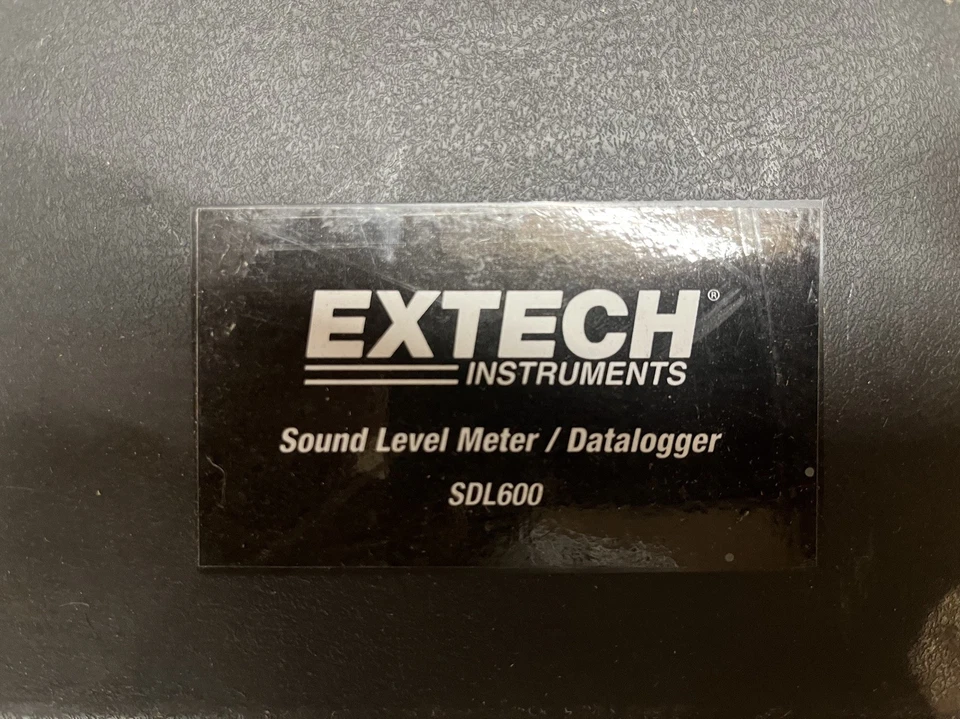 EXTECH®
INSTRUMENTS
Sound Level Meter / Datalogger
SDL600